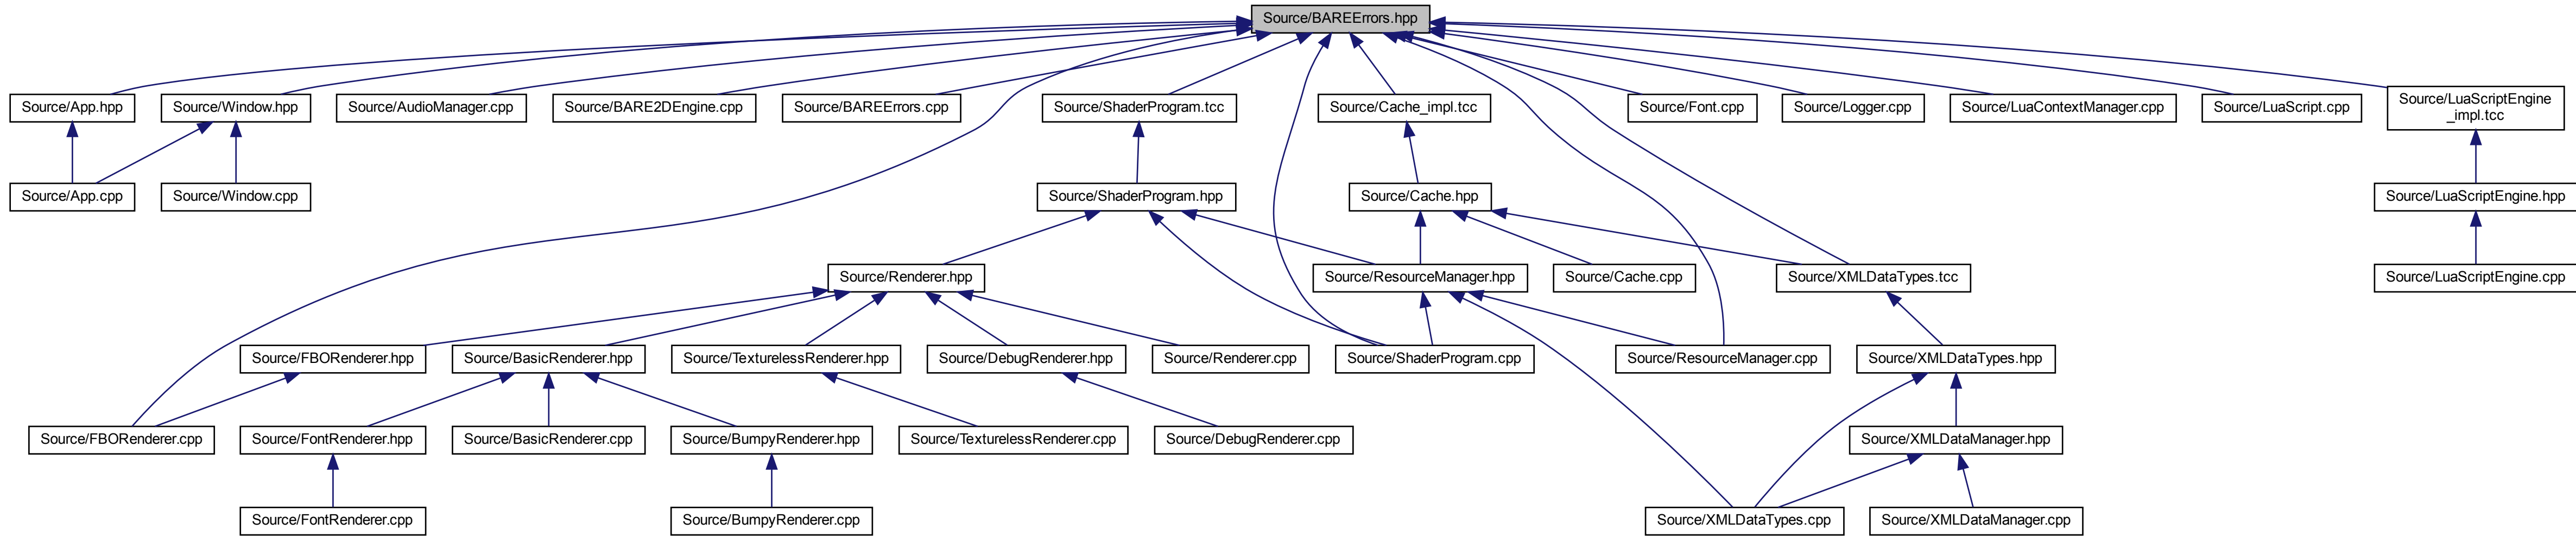 Source/BAREErrors.hpp
Source/App.hpp
Source/Window.hpp
Source/AudioManager.cpp
Source/BARE2DEngine.cpp
Source/BAREErrors.cpp
Source/ShaderProgram.tcc
Source/Cache_impl.tcc
Source/Font.cpp
Source/Logger.cpp
Source/LuaContextManager.cpp
Source/LuaScript.cpp
Source/LuaScriptEngine
_impl.tcc
Source/App.cpp
Source/Window.cpp
Source/ShaderProgram.hpp
Source/Cache.hpp
Source/LuaScriptEngine.hpp
Source/Renderer.hpp
Source/ResourceManager.hpp
Source/Cache.cpp
Source/XMLDataTypes.tcc
Source/LuaScriptEngine.cpp
Source/FBORenderer.hpp
Source/BasicRenderer.hpp
Source/TexturelessRenderer.hpp
Source/DebugRenderer.hpp
Source/Renderer.cpp
Source/ShaderProgram.cpp
Source/ResourceManager.cpp
Source/XMLDataTypes.hpp
Source/FBORenderer.cpp
Source/FontRenderer.hpp
Source/BasicRenderer.cpp
Source/BumpyRenderer.hpp
Source/TexturelessRenderer.cpp
Source/DebugRenderer.cpp
Source/XMLDataManager.hpp
Source/FontRenderer.cpp
Source/BumpyRenderer.cpp
Source/XMLDataTypes.cpp
Source/XMLDataManager.cpp